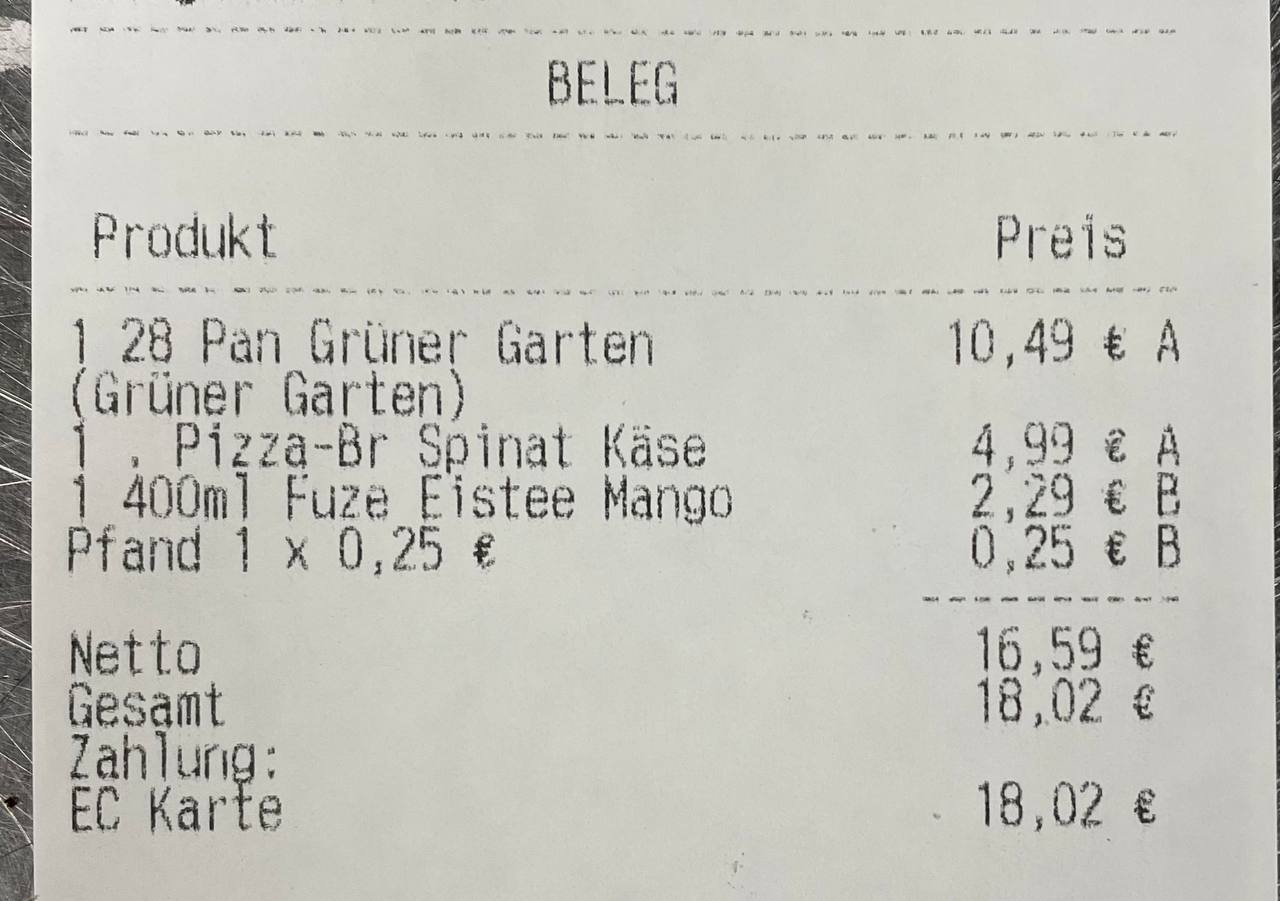 BELEG
Produkt Preis
1 28 Pan Grüner Garten 10,49 € A
(Grüner Garten)
1 . Pizza-Br Spinat Käse 4,99 € A
1 400ml Fuze Eistee Mango 2,29 € B
Pfand 1 x 0,25 € 0,25 € B
Netto 16,59 €
Gesamt 18,02 €
Zahlung:
EC Karte 18,02 €